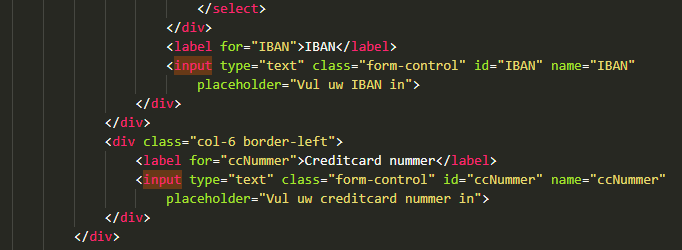 </select>
</div>
<label for="IBAN">IBAN</label>
<input type="text" class="form-control" id="IBAN" name="IBAN"
placeholder="Vul uw IBAN in">
</div>
</div>
<div class="col-6 border-left">
<label for="ccNummer">Creditcard nummer</label>
<input type="text" class="form-control" id="ccNummer" name="ccNummer"
placeholder="Vul uw creditcard nummer in">
</div>
</div>